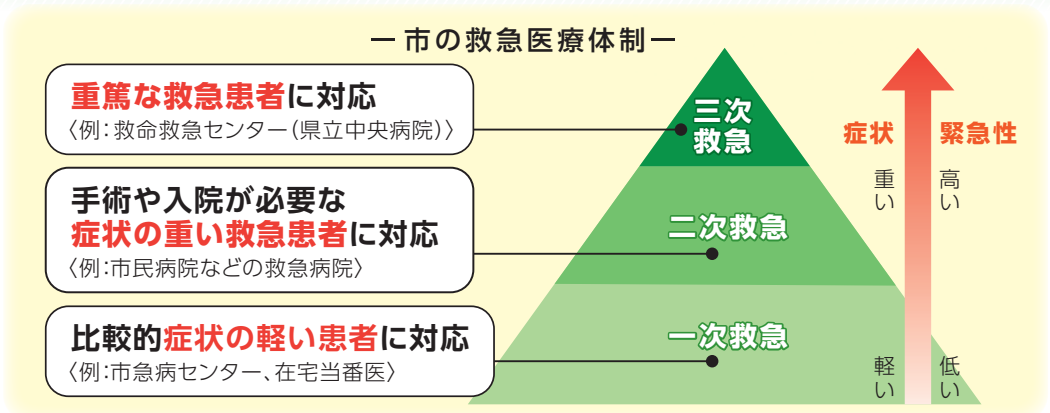 ― 市の救急医療体制 ―
重篤な救急患者に対応
〈例：救命救急センター（県立中央病院）〉
三次
救急
手術や入院が必要な
症状の重い救急患者に対応
〈例：市民病院などの救急病院〉
二次救急
比較的症状の軽い患者に対応
〈例：市急病センター、在宅当番医〉
一次救急
症状 緊急性
重い 高い
軽い 低い